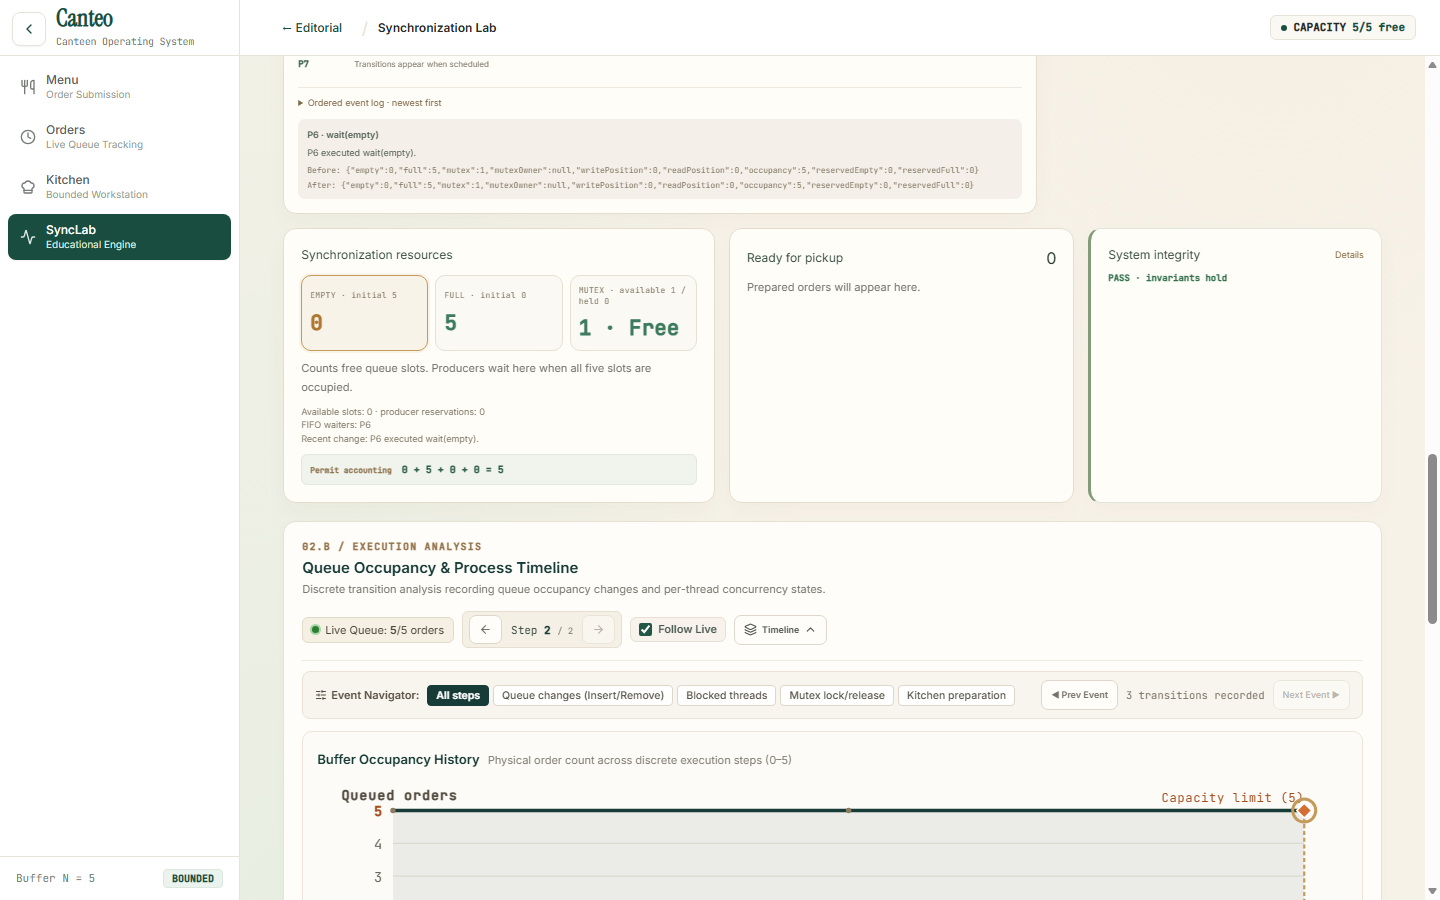 Canteo
Canteen Operating System
← Editorial / Synchronization Lab
CAPACITY 5/5 free
Menu
Order Submission
Orders
Live Queue Tracking
Kitchen
Bounded Workstation
SyncLab
Educational Engine
Buffer N = 5
BOUNDED
P7 Transitions appear when scheduled
Ordered event log · newest first
P6 · wait(empty)
P6 executed wait(empty).
Before: {"empty":0,"full":5,"mutex":1,"mutexOwner":null,"writePosition":0,"readPosition":0,"occupancy":5,"reservedEmpty":0,"reservedFull":0}
After: {"empty":0,"full":5,"mutex":1,"mutexOwner":null,"writePosition":0,"readPosition":0,"occupancy":5,"reservedEmpty":0,"reservedFull":0}
Synchronization resources
EMPTY · initial 5
0
FULL · initial 0
5
MUTEX · available 1 /
held 0
1 · Free
Counts free queue slots. Producers wait here when all five slots are
occupied.
Available slots: 0 · producer reservations: 0
FIFO waiters: P6
Recent change: P6 executed wait(empty).
Permit accounting 0 + 5 + 0 + 0 = 5
Ready for pickup 0
Prepared orders will appear here.
System integrity Details
PASS · invariants hold
02.B / EXECUTION ANALYSIS
Queue Occupancy & Process Timeline
Discrete transition analysis recording queue occupancy changes and per-thread concurrency states.
Live Queue: 5/5 orders ← Step 2 / 2 → Follow Live Timeline
Event Navigator: All steps Queue changes (Insert/Remove) Blocked threads Mutex lock/release Kitchen preparation ◀ Prev Event 3 transitions recorded Next Event ▶
Buffer Occupancy History Physical order count across discrete execution steps (0–5)
Queued orders
Capacity limit (5)
5
4
3